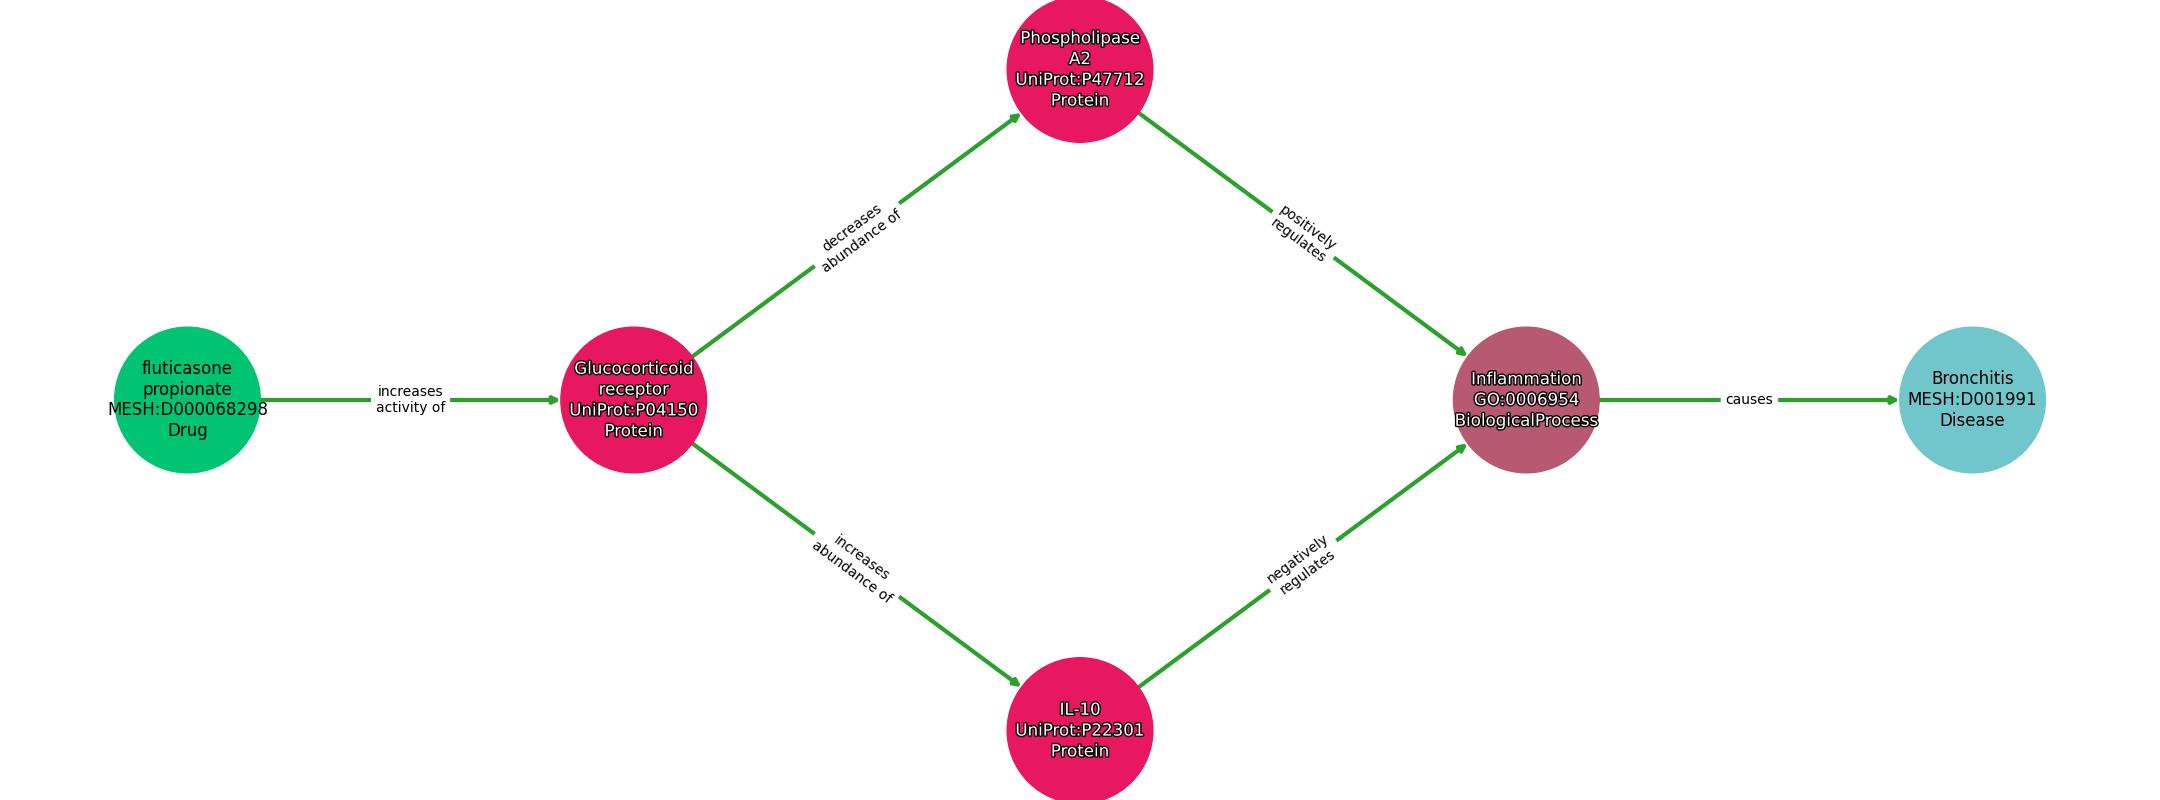 Phospholipase
A2
UniProt:P47712
Protein
decreases
abundance of
positively
regulates
fluticasone
propionate
MESH:D000068298
Drug
increases
activity of
Glucocorticoid
receptor
UniProt:P04150
Protein
Inflammation
GO:0006954
BiologicalProcess
causes
Bronchitis
MESH:D001991
Disease
increases
abundance of
negatively
regulates
IL-10
UniProt:P22301
Protein